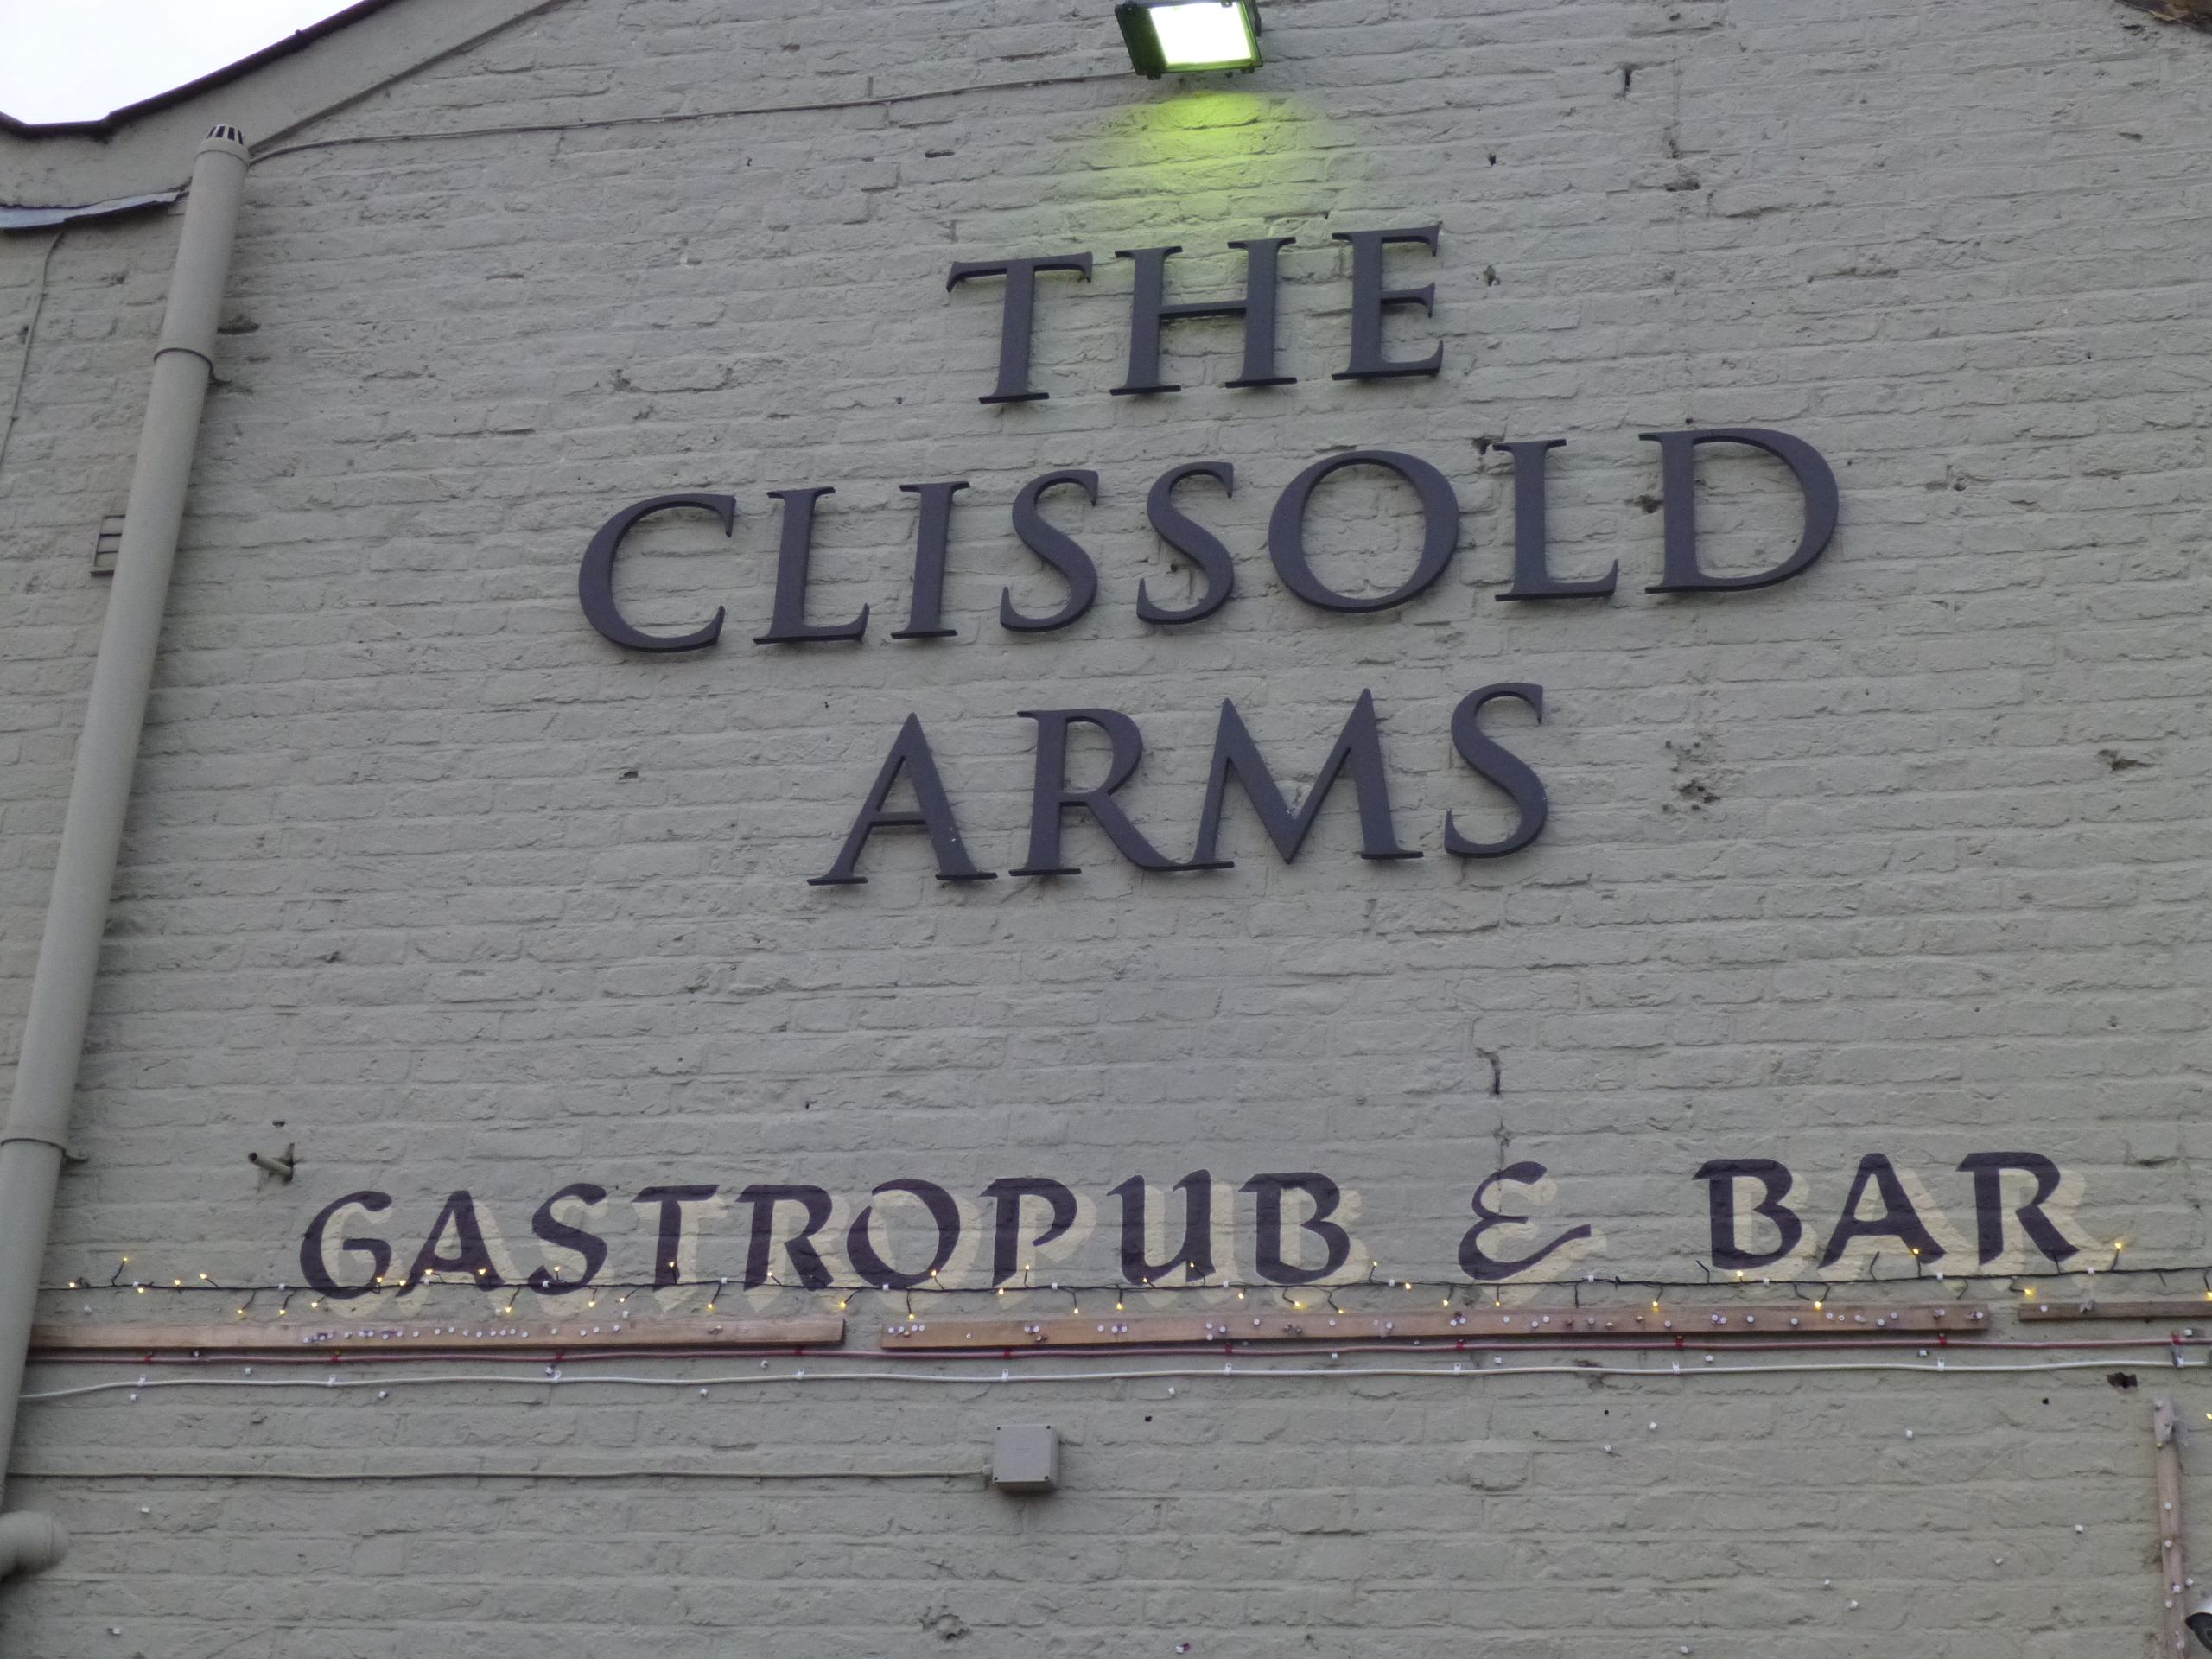 THE
CLISSOLD
ARMS
GASTROPUB & BAR